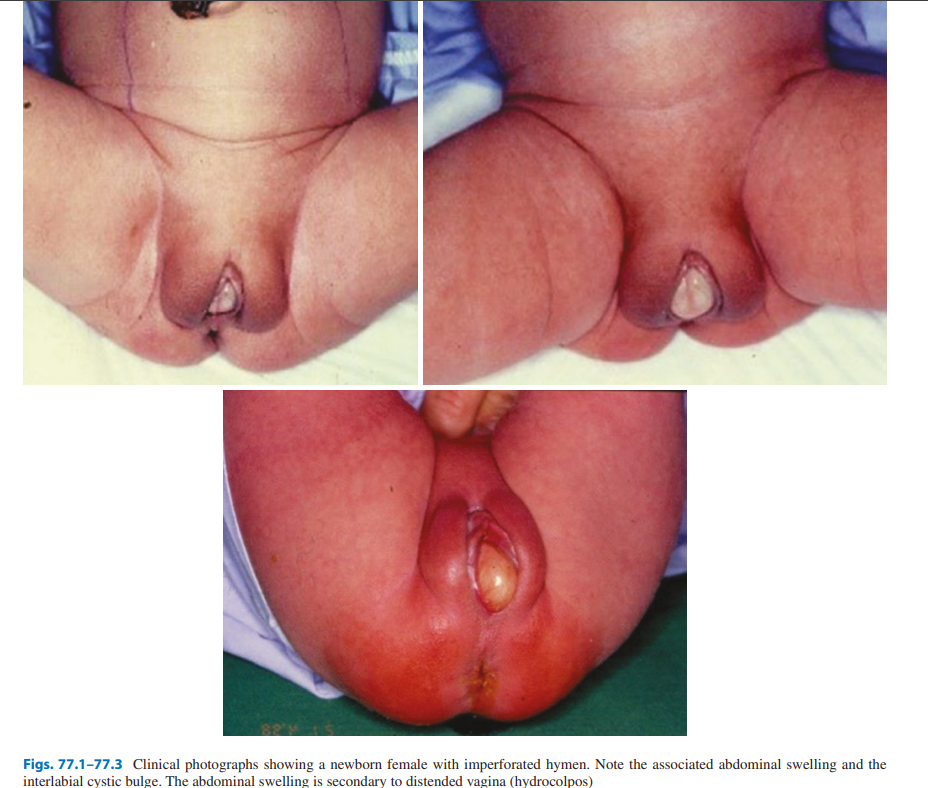 Figs. 77.1–77.3 Clinical photographs showing a newborn female with imperforated hymen. Note the associated abdominal swelling and the
interlabial cystic bulge. The abdominal swelling is secondary to distended vagina (hydrocolpos)